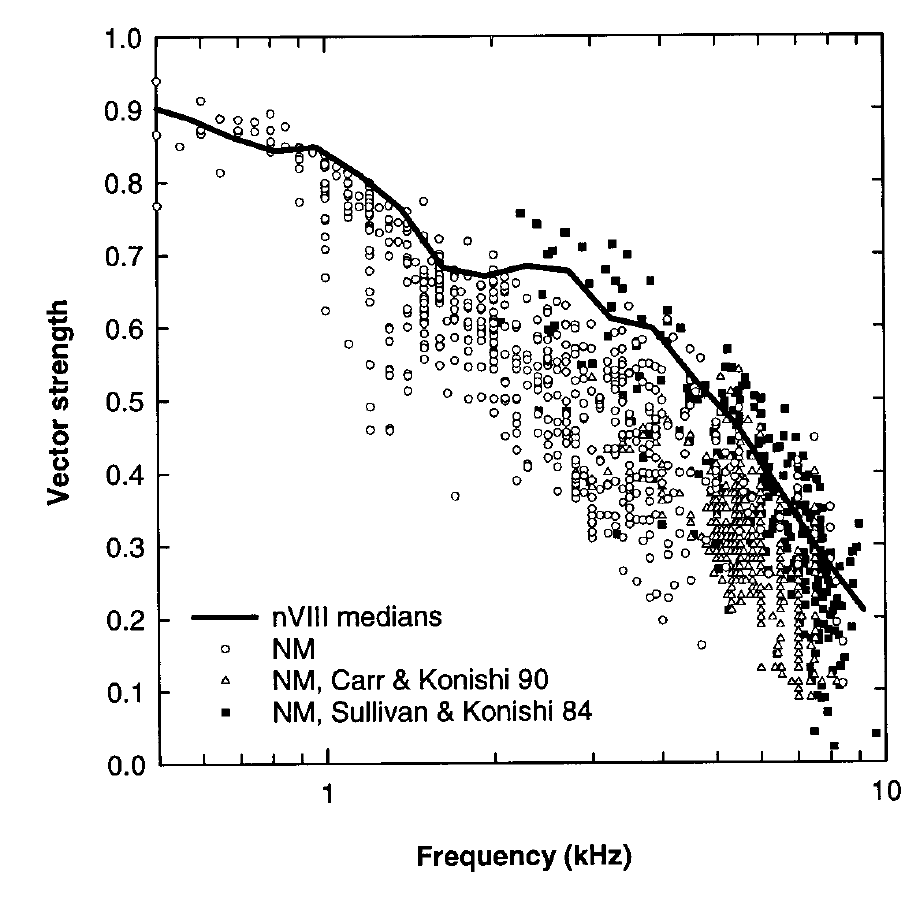 1.0
0.9
0.8
0.7
0.6
0.5
0.4
0.3
0.2
0.1
0.0
Vector strength
nVIII medians
NM
NM, Carr & Konishi 90
NM, Sullivan & Konishi 84
1
10
Frequency (kHz)